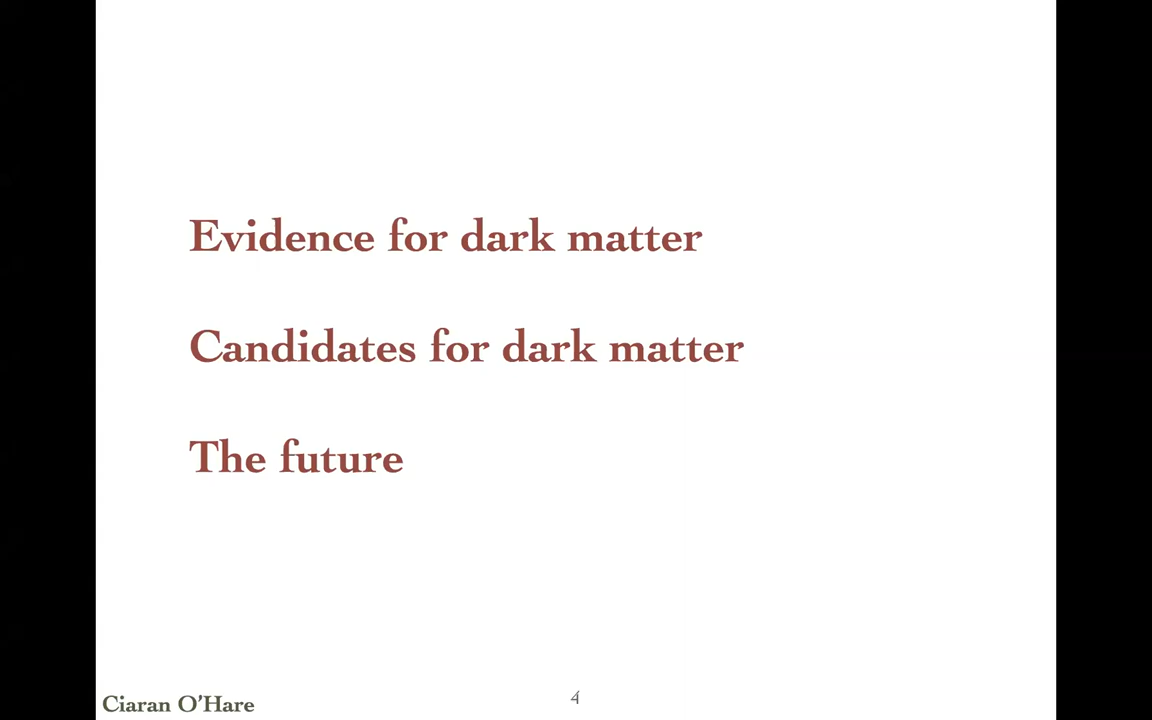 Evidence for dark matter
Candidates for dark matter
The future
Ciaran O'Hare
4